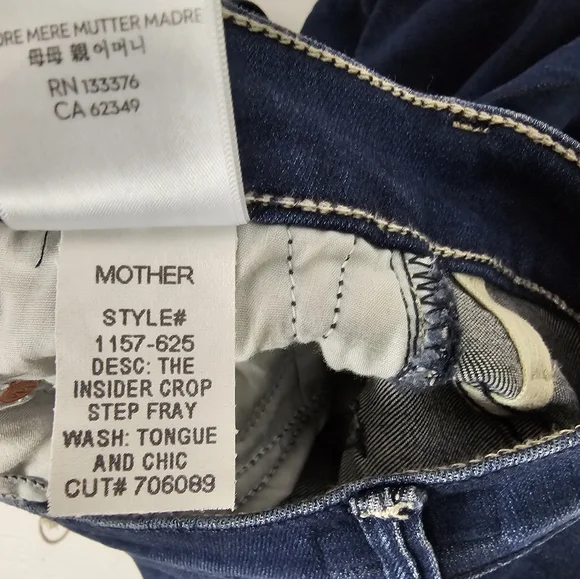 MERE MUTTER MADRE
母母 親 어머니
RN 133376
CA 62349
MOTHER
STYLE#
1157-625
DESC: THE
INSIDER CROP
STEP FRAY
WASH: TONGUE
AND CHIC
CUT# 706089